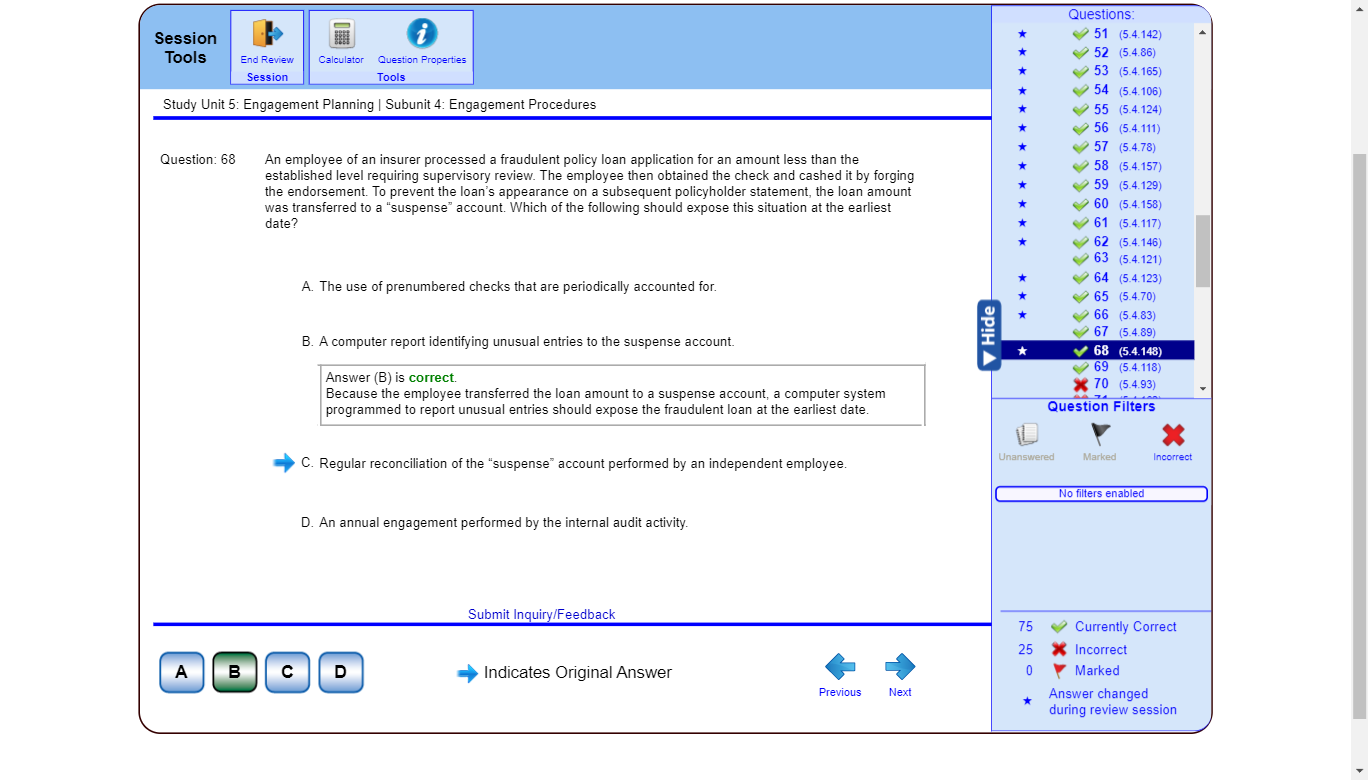 Session Tools
End Review
Session
Calculator
Question Properties
Tools
Study Unit 5: Engagement Planning | Subunit 4: Engagement Procedures
Question: 68
An employee of an insurer processed a fraudulent policy loan application for an amount less than the
established level requiring supervisory review. The employee then obtained the check and cashed it by forging
the endorsement. To prevent the loan’s appearance on a subsequent policyholder statement, the loan amount
was transferred to a “suspense” account. Which of the following should expose this situation at the earliest
date?
A. The use of prenumbered checks that are periodically accounted for.
B. A computer report identifying unusual entries to the suspense account.
Answer (B) is correct.
Because the employee transferred the loan amount to a suspense account, a computer system
programmed to report unusual entries should expose the fraudulent loan at the earliest date.
C. Regular reconciliation of the “suspense” account performed by an independent employee.
D. An annual engagement performed by the internal audit activity.
Submit Inquiry/Feedback
A
B
C
D
Indicates Original Answer
Previous
Next
Hide
Questions:
51 (5.4.142)
52 (5.4.86)
53 (5.4.165)
54 (5.4.106)
55 (5.4.124)
56 (5.4.111)
57 (5.4.78)
58 (5.4.157)
59 (5.4.129)
60 (5.4.158)
61 (5.4.117)
62 (5.4.146)
63 (5.4.121)
64 (5.4.123)
65 (5.4.70)
66 (5.4.83)
67 (5.4.89)
68 (5.4.148)
69 (5.4.118)
70 (5.4.93)
Question Filters
Unanswered
Marked
Incorrect
No filters enabled
75 Currently Correct
25 Incorrect
0 Marked
Answer changed
during review session